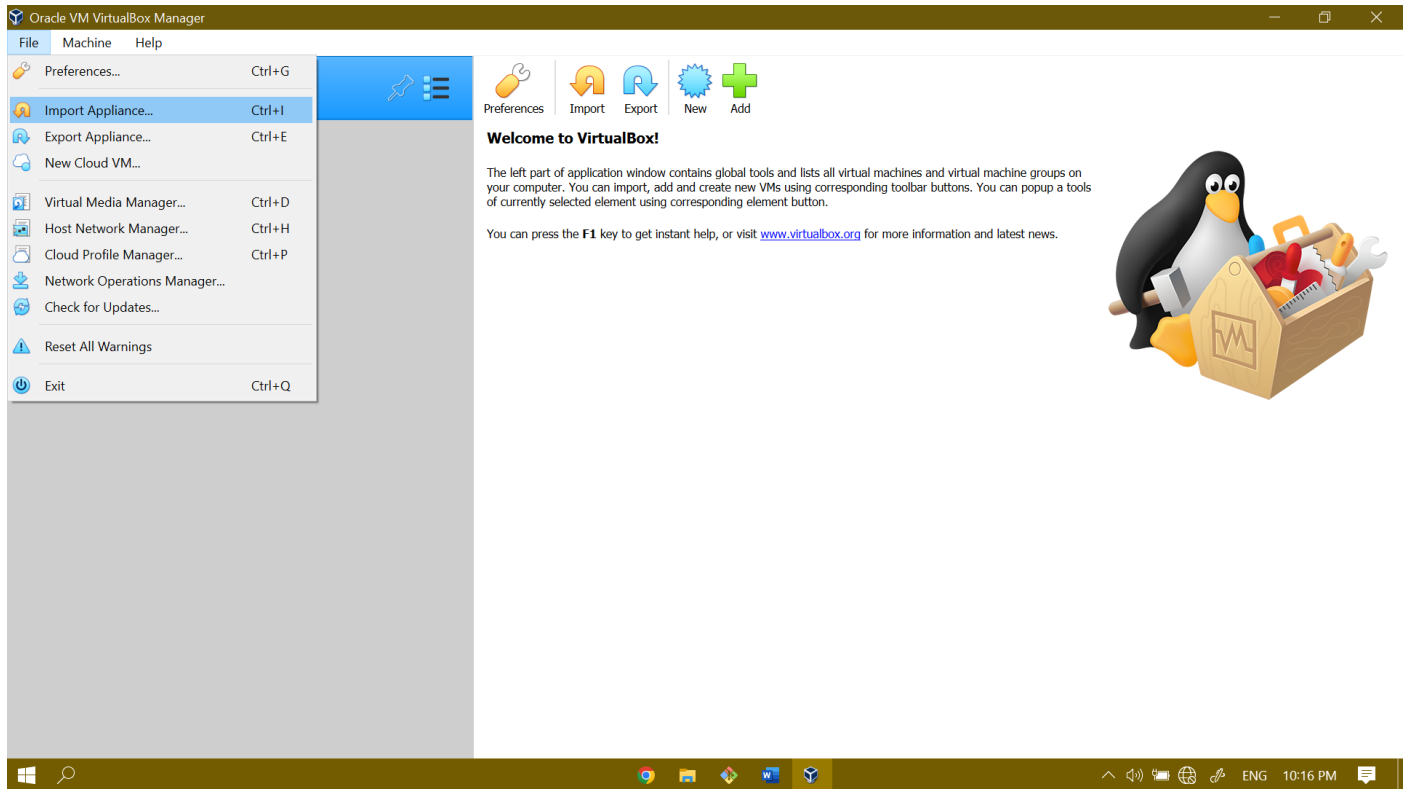 Oracle VM VirtualBox Manager
File Machine Help
Preferences... Ctrl+G
Import Appliance... Ctrl+I
Export Appliance... Ctrl+E
New Cloud VM...
Virtual Media Manager... Ctrl+D
Host Network Manager... Ctrl+H
Cloud Profile Manager... Ctrl+P
Network Operations Manager...
Check for Updates...
Reset All Warnings
Exit Ctrl+Q
Preferences Import Export New Add
Welcome to VirtualBox!
The left part of application window contains global tools and lists all virtual machines and virtual machine groups on
your computer. You can import, add and create new VMs using corresponding toolbar buttons. You can popup a tools
of currently selected element using corresponding element button.
You can press the F1 key to get instant help, or visit www.virtualbox.org for more information and latest news.
ENG 10:16 PM